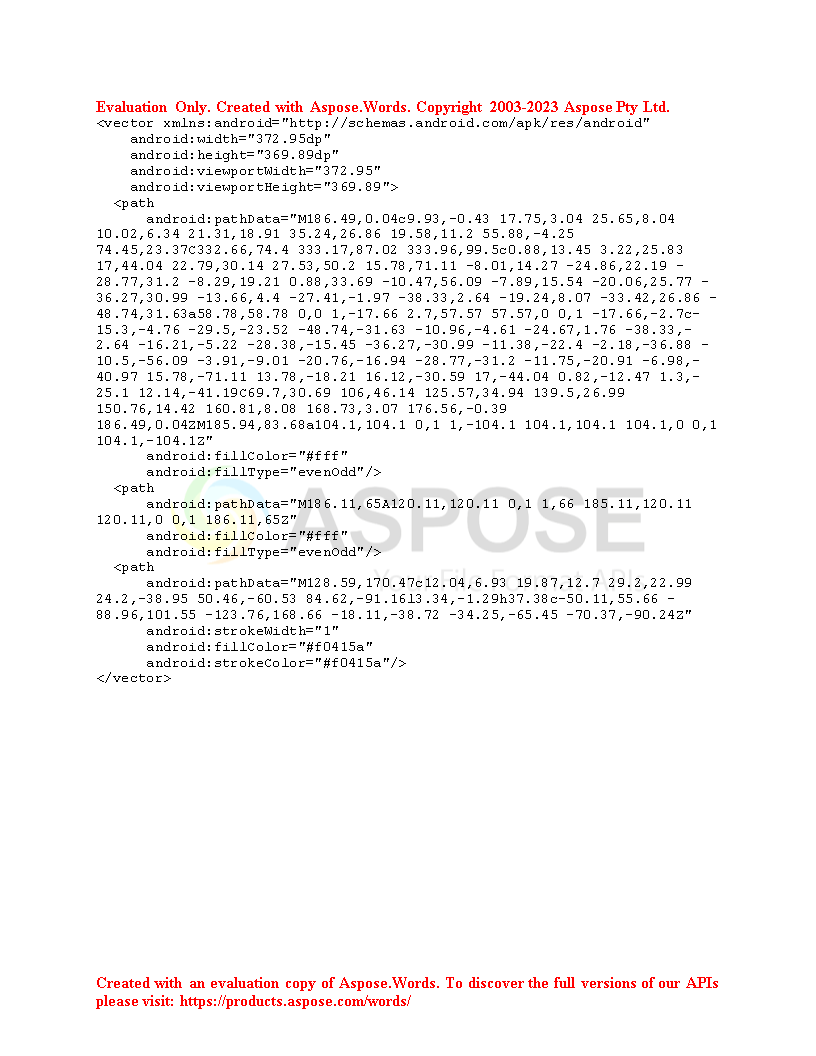 Evaluation Only. Created with Aspose.Words. Copyright 2003-2023 Aspose Pty Ltd.
<vector xmlns:android="http://schemas.android.com/apk/res/android"
    android:width="372.95dp"
    android:height="369.89dp"
    android:viewportWidth="372.95"
    android:viewportHeight="369.89">
  <path
      android:pathData="M186.49,0.04c9.93,-0.43 17.75,3.04 25.65,8.04
10.02,6.34 21.31,18.91 35.24,26.86 19.58,11.2 55.88,-4.25
74.45,23.37C332.66,74.4 333.17,87.02 333.96,99.5c0.88,13.45 3.22,25.83
17,44.04 22.79,30.14 27.53,50.2 15.78,71.11 -8.01,14.27 -24.86,22.19 -
28.77,31.2 -8.29,19.21 0.88,33.69 -10.47,56.09 -7.89,15.54 -20.06,25.77 -
36.27,30.99 -13.66,4.4 -27.41,-1.97 -38.33,2.64 -19.24,8.07 -33.42,26.86 -
48.74,31.63a58.78,58.78 0,0 1,-17.66 2.7,57.57 57.57,0 0,1 -17.66,-2.7c-
15.3,-4.76 -29.5,-23.52 -48.74,-31.63 -10.96,-4.61 -24.67,1.76 -38.33,-
2.64 -16.21,-5.22 -28.38,-15.45 -36.27,-30.99 -11.38,-22.4 -2.18,-36.88 -
10.5,-56.09 -3.91,-9.01 -20.76,-16.94 -28.77,-31.2 -11.75,-20.91 -6.98,-
40.97 15.78,-71.11 13.78,-18.21 16.12,-30.59 17,-44.04 0.82,-12.47 1.3,-
25.1 12.14,-41.19C69.7,30.69 106,46.14 125.57,34.94 139.5,26.99
150.76,14.42 160.81,8.08 168.73,3.07 176.56,-0.39
186.49,0.04ZM185.94,83.68a104.1,104.1 0,1 1,-104.1 104.1,104.1 104.1,0 0,1
104.1,-104.1Z"
      android:fillColor="#fff"
      android:fillType="evenOdd"/>
  <path
      android:pathData="M186.11,65A120.11,120.11 0,1 1,66 185.11,120.11
120.11,0 0,1 186.11,65Z"
      android:fillColor="#fff"
      android:fillType="evenOdd"/>
  <path
      android:pathData="M128.59,170.47c12.04,6.93 19.87,12.7 29.2,22.99
24.2,-38.95 50.46,-60.53 84.62,-91.16l3.34,-1.29h37.38c-50.11,55.66 -
88.96,101.55 -123.76,168.66 -18.11,-38.72 -34.25,-65.45 -70.37,-90.24Z"
      android:strokeWidth="1"
      android:fillColor="#f0415a"
      android:strokeColor="#f0415a"/>
</vector>
ASPOSE
Your File Format APIs
Created with an evaluation copy of Aspose.Words. To discover the full versions of our APIs
please visit: https://products.aspose.com/words/